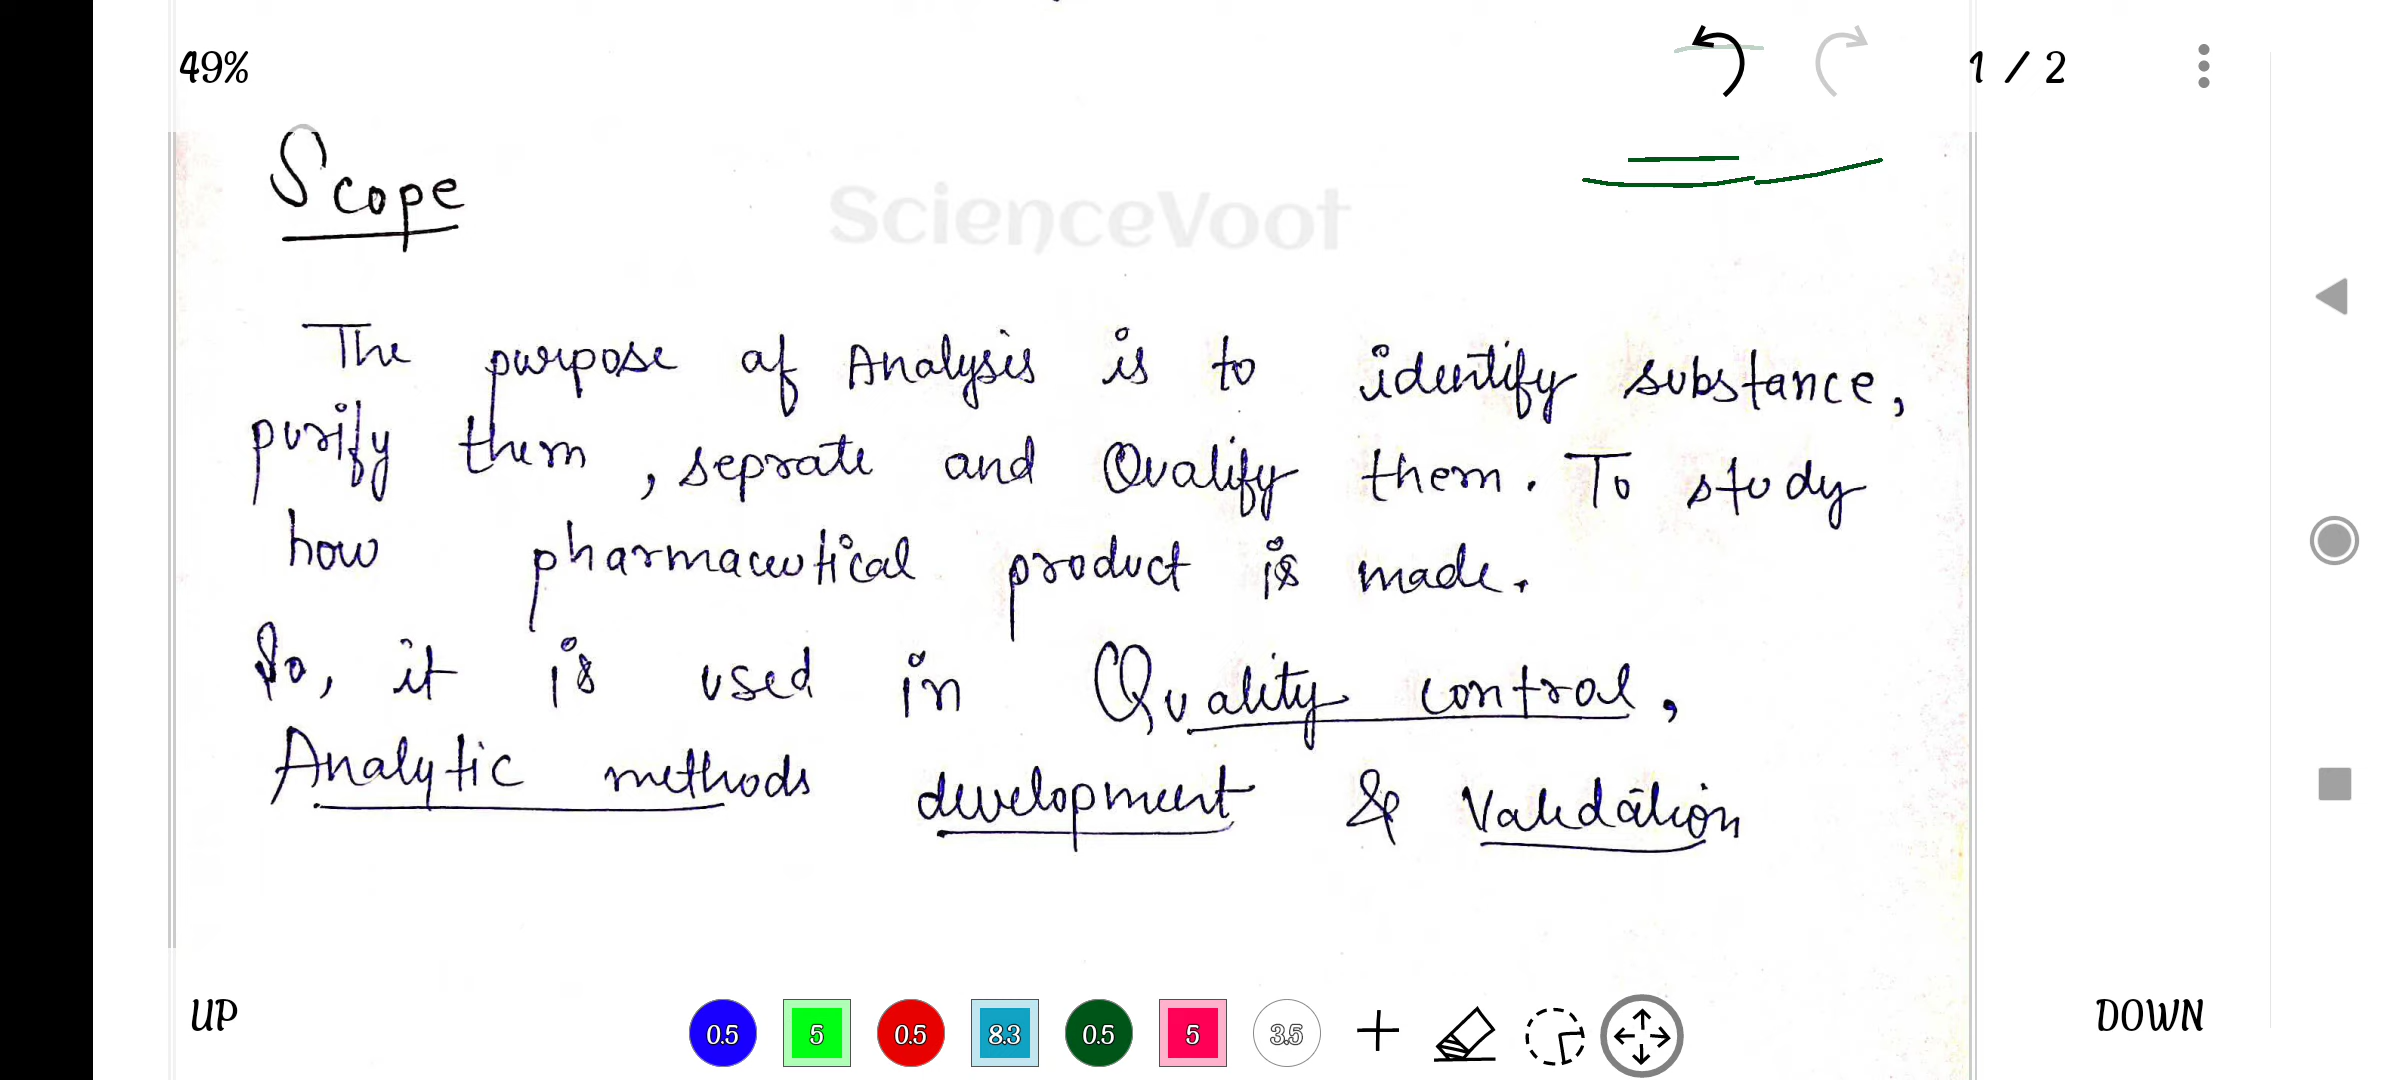 49%
1 / 2
Scope
ScienceVoot
The purpose of Analysis is to identify substance,
purify them, seprate and Qualify them. To study
how pharmaceutical product is made.
So, it is used in Quality control,
Analytic methods development & Validation
UP
0.5 5 0.5 8.3 0.5 5 3.5
DOWN